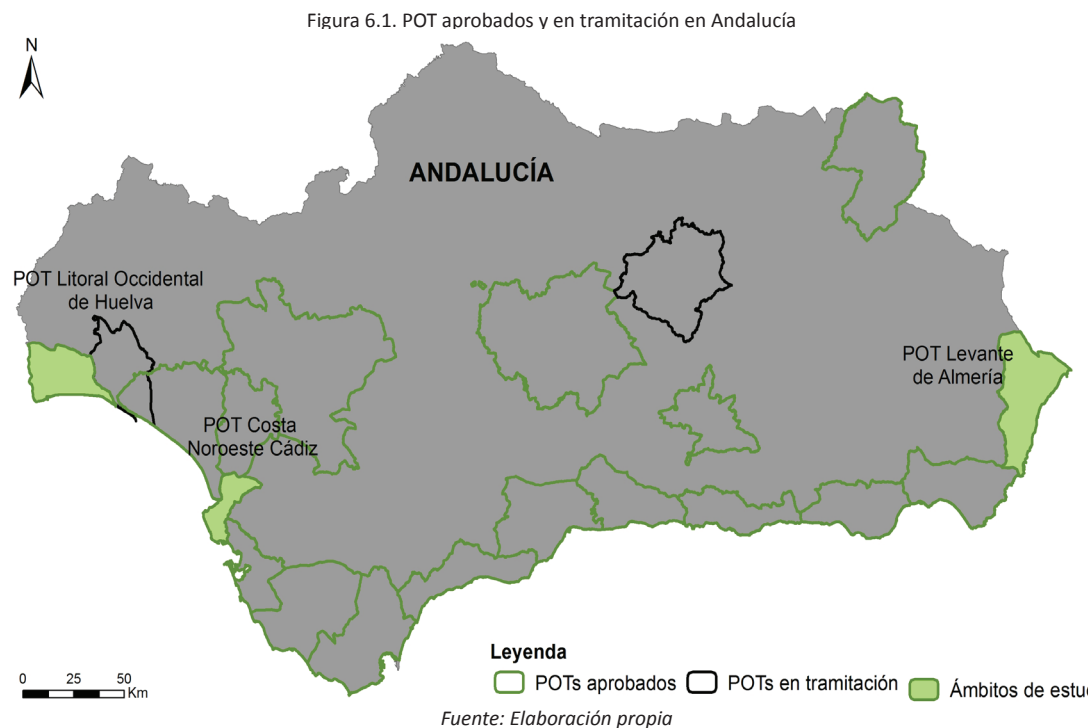 Figura 6.1. POT aprobados y en tramitación en Andalucía
N
ANDALUCÍA
POT Litoral Occidental
de Huelva
POT Levante
de Almería
POT Costa
Noroeste Cádiz
Leyenda
0 25 50
Km
POTs aprobados POTs en tramitación Ámbitos de estu
Fuente: Elaboración propia